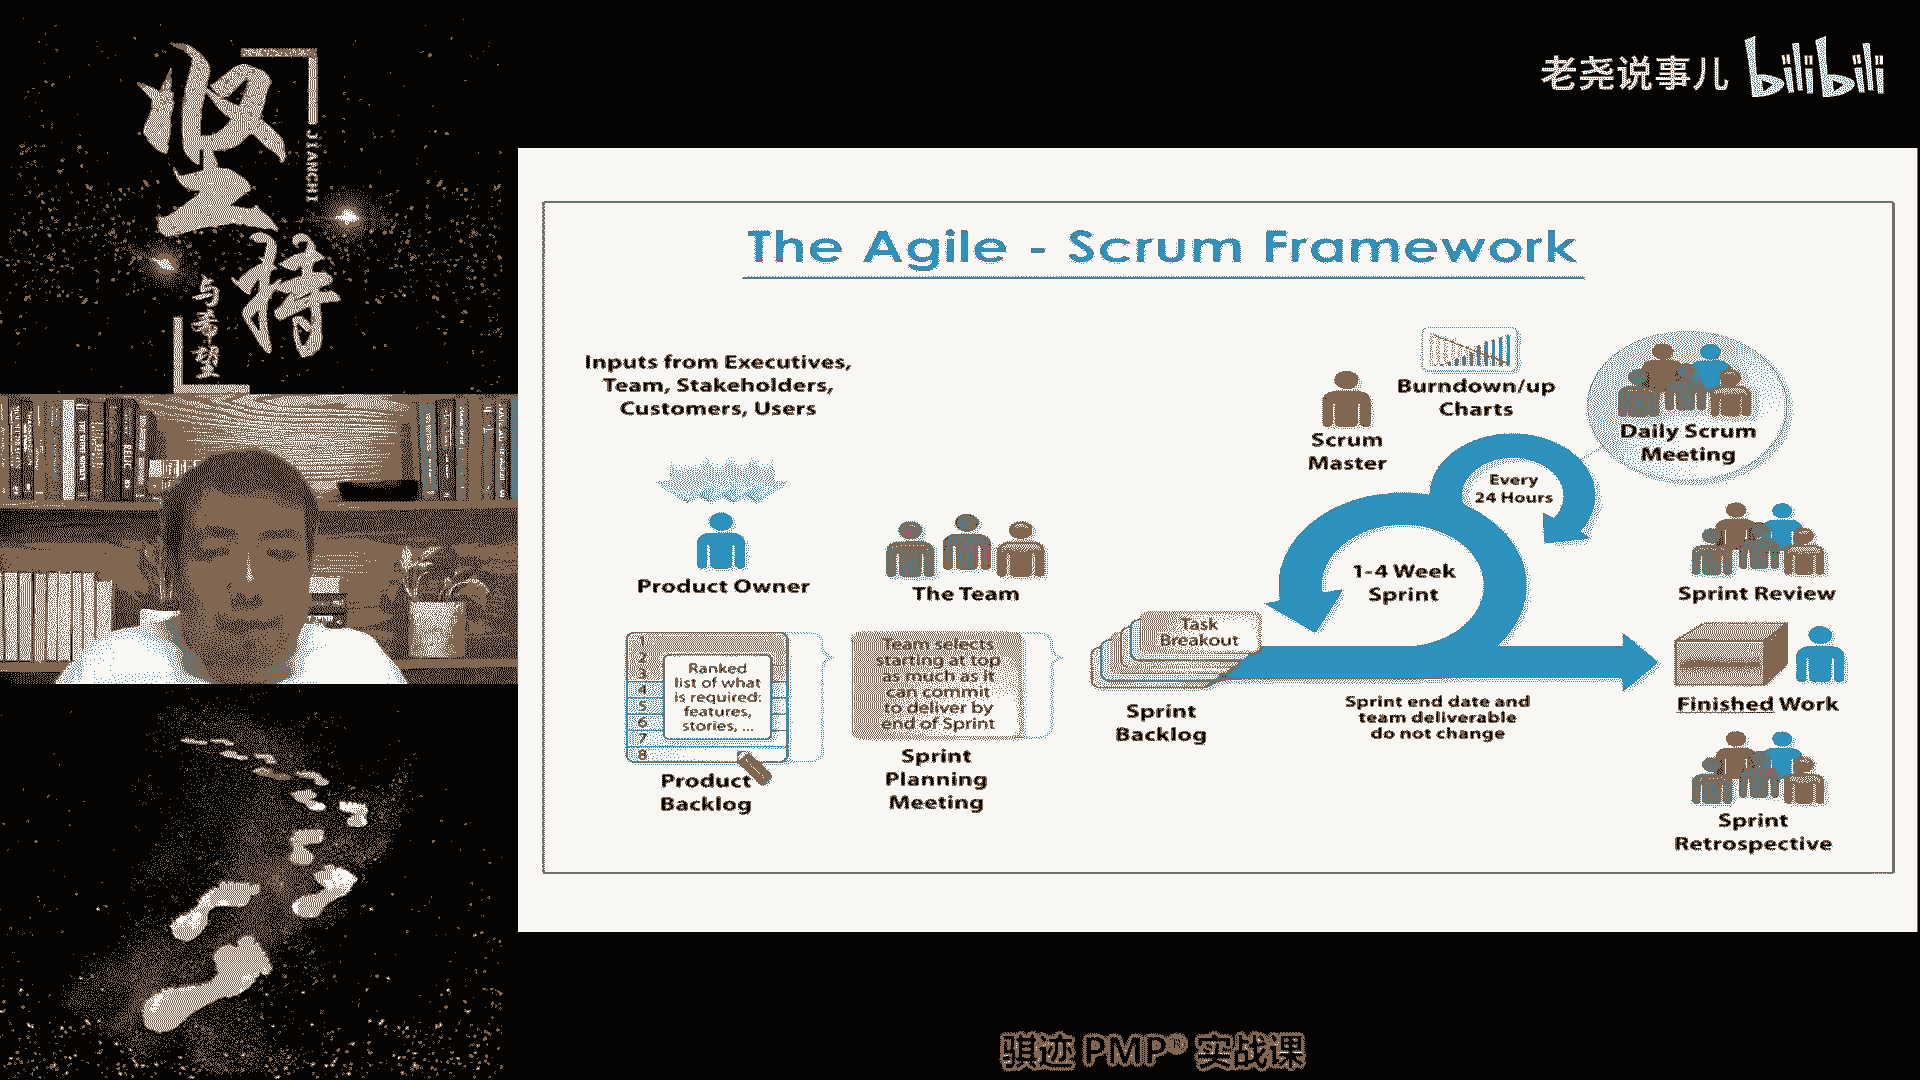 坚持
JIANCHI
与希望
老尧说事儿 bilibili
The Agile - Scrum Framework
Inputs from Executives,
Team, Stakeholders,
Customers, Users
Product Owner
The Team
1
2
3
4
5
6
7
8
Ranked
list of what
is required:
features,
stories, ...
Product
Backlog
Team selects
starting at top
as much as it
can commit
to deliver by
end of Sprint
Sprint
Planning
Meeting
Task
Breakout
Sprint
Backlog
Scrum
Master
Burndown/up
Charts
Every
24 Hours
Daily Scrum
Meeting
1-4 Week
Sprint
Sprint end date and
team deliverable
do not change
Sprint Review
Finished Work
Sprint
Retrospective
骐迹 PMP® 实战课